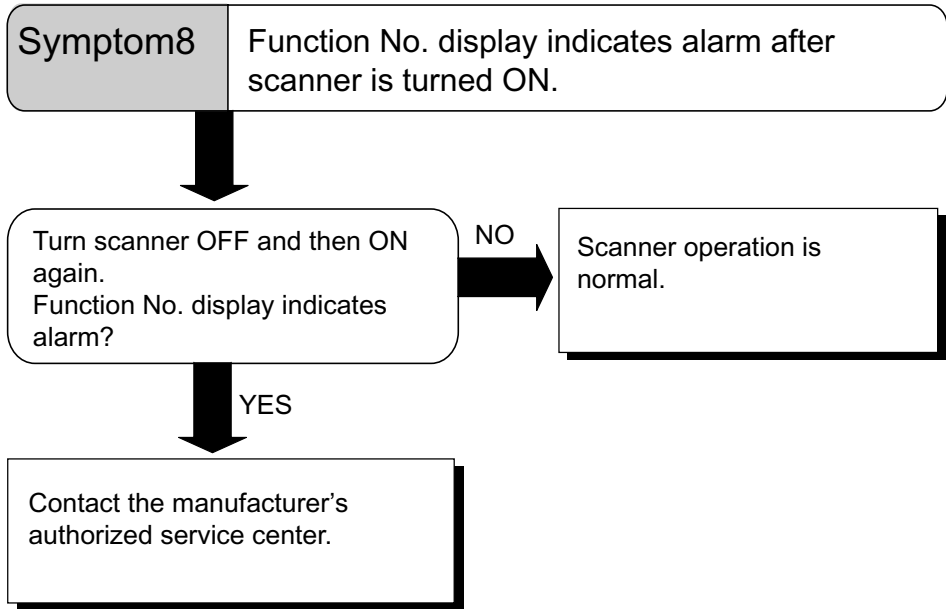 Symptom8
Function No. display indicates alarm after
scanner is turned ON.
Turn scanner OFF and then ON
again.
Function No. display indicates
alarm?
NO
Scanner operation is
normal.
YES
Contact the manufacturer’s
authorized service center.